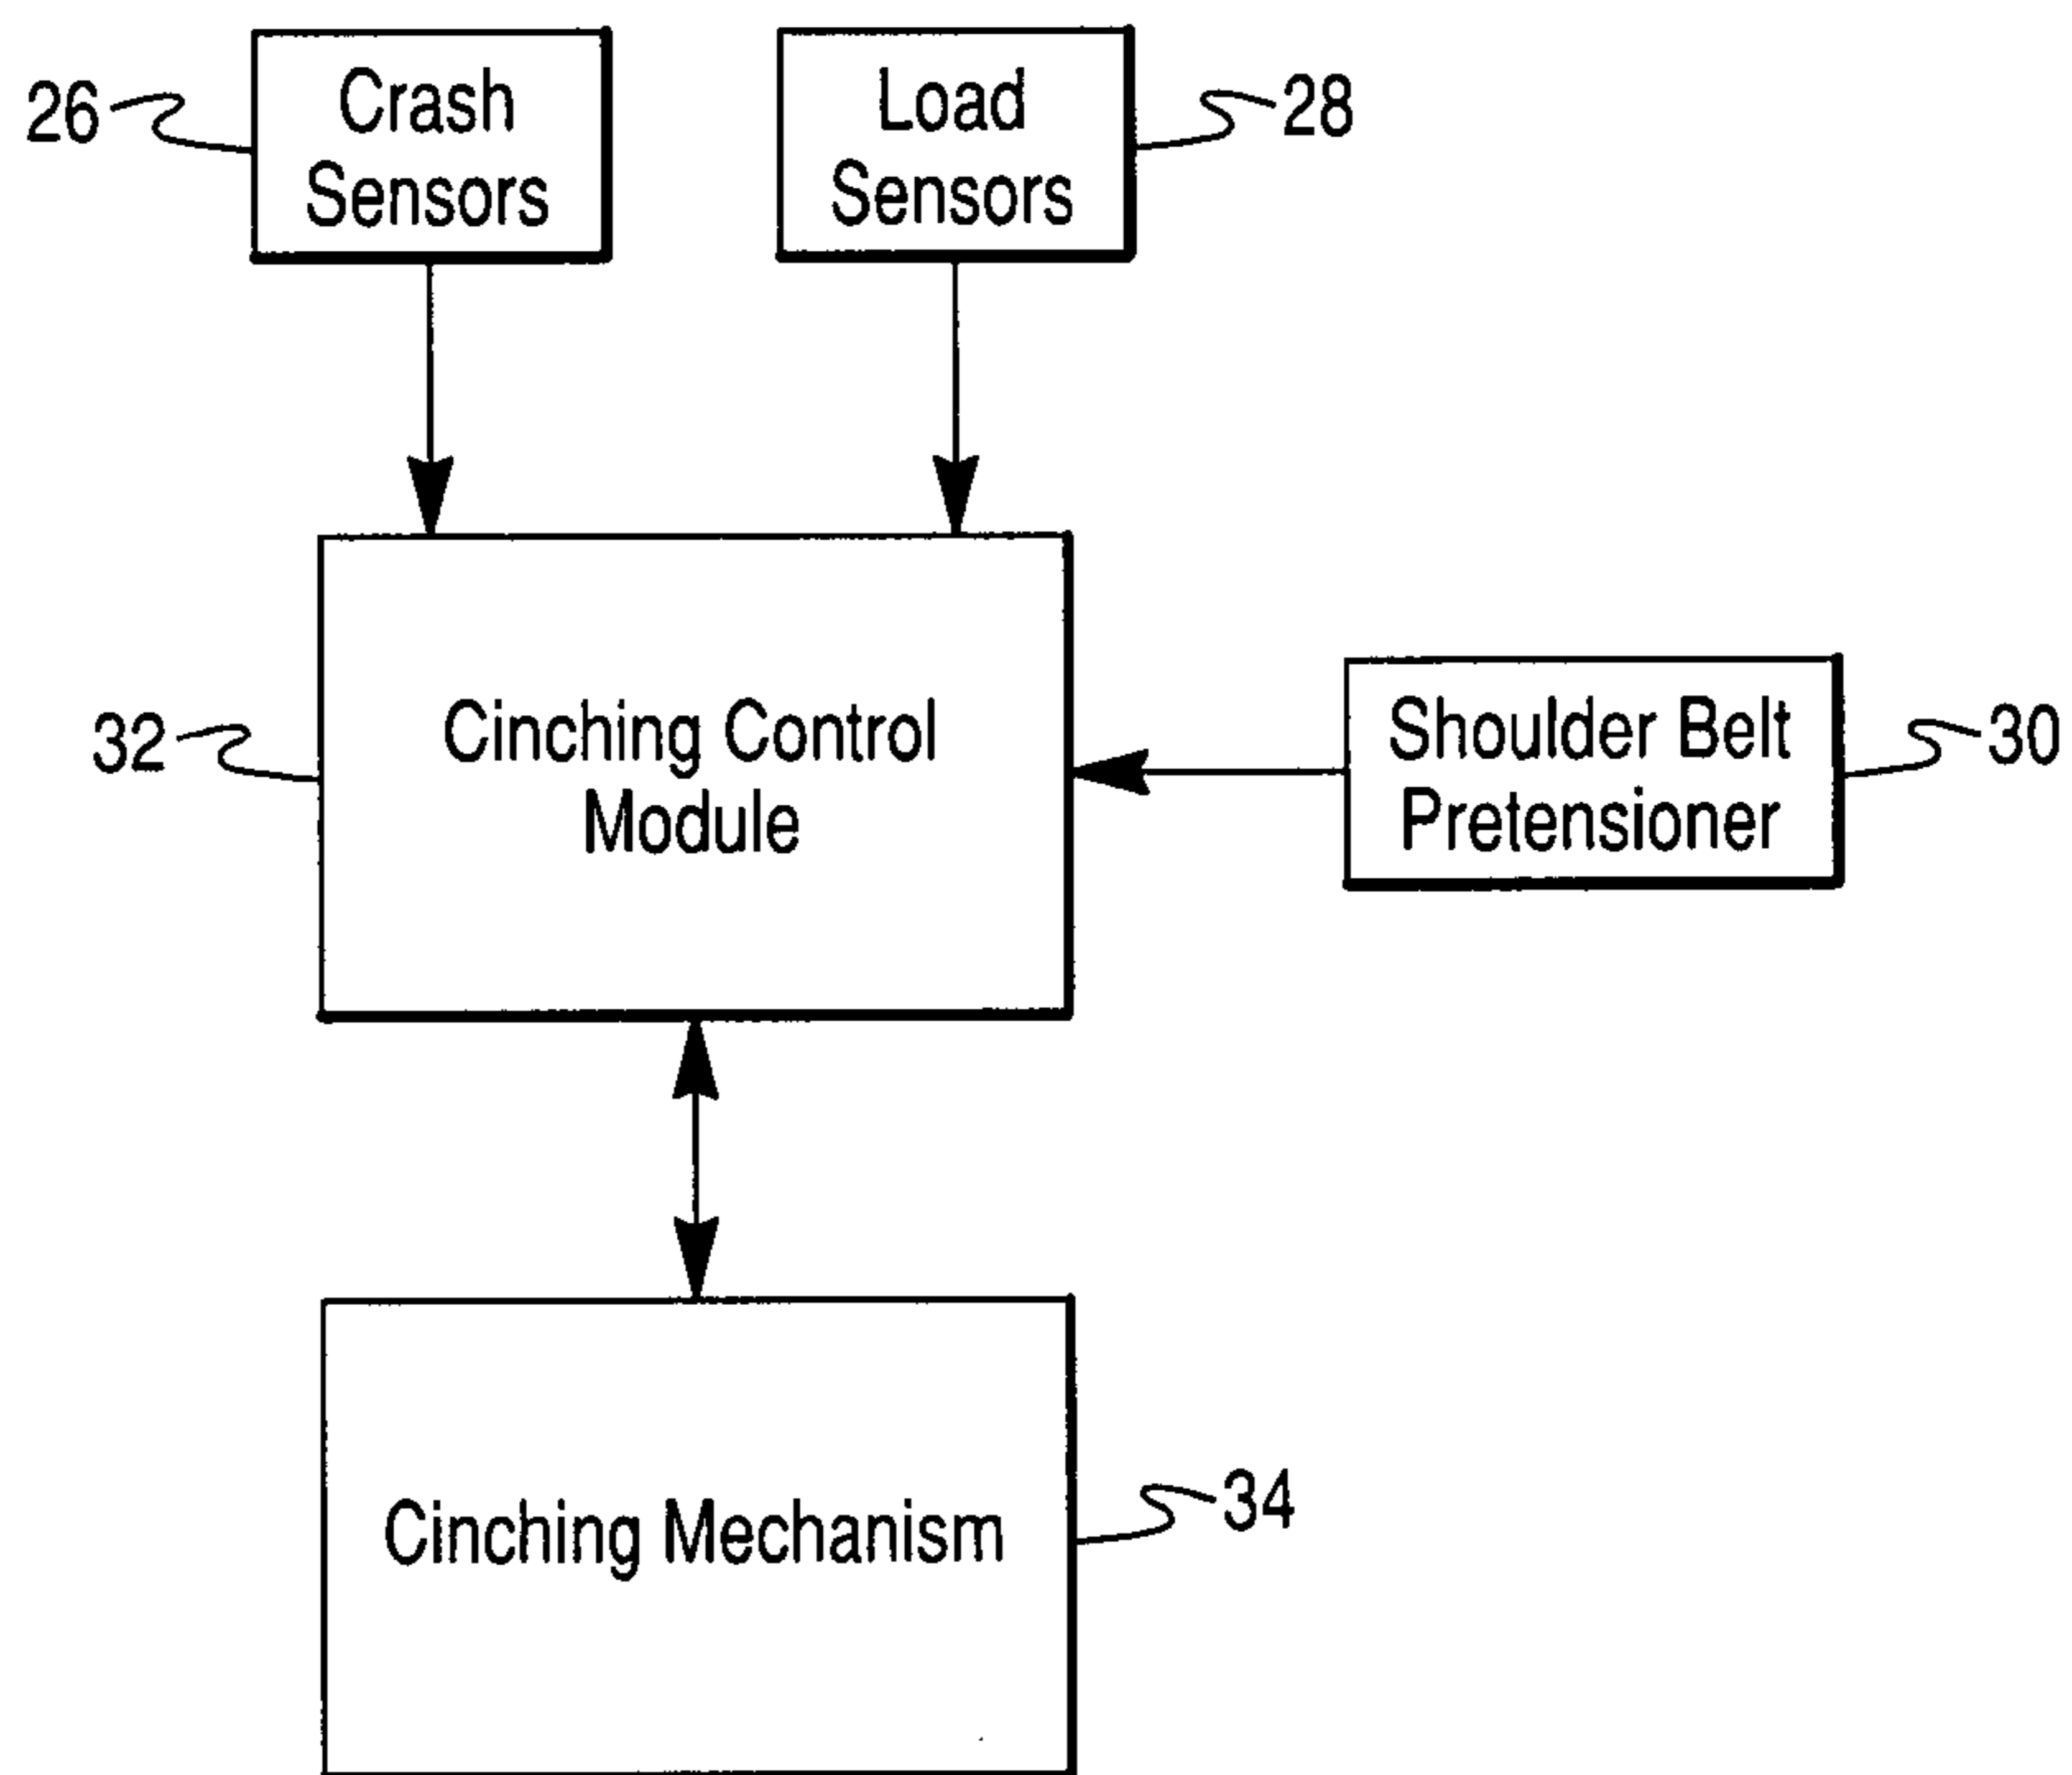 26
Crash
Sensors
Load
Sensors
28
32
Cinching Control
Module
Shoulder Belt
Pretensioner
30
Cinching Mechanism
34